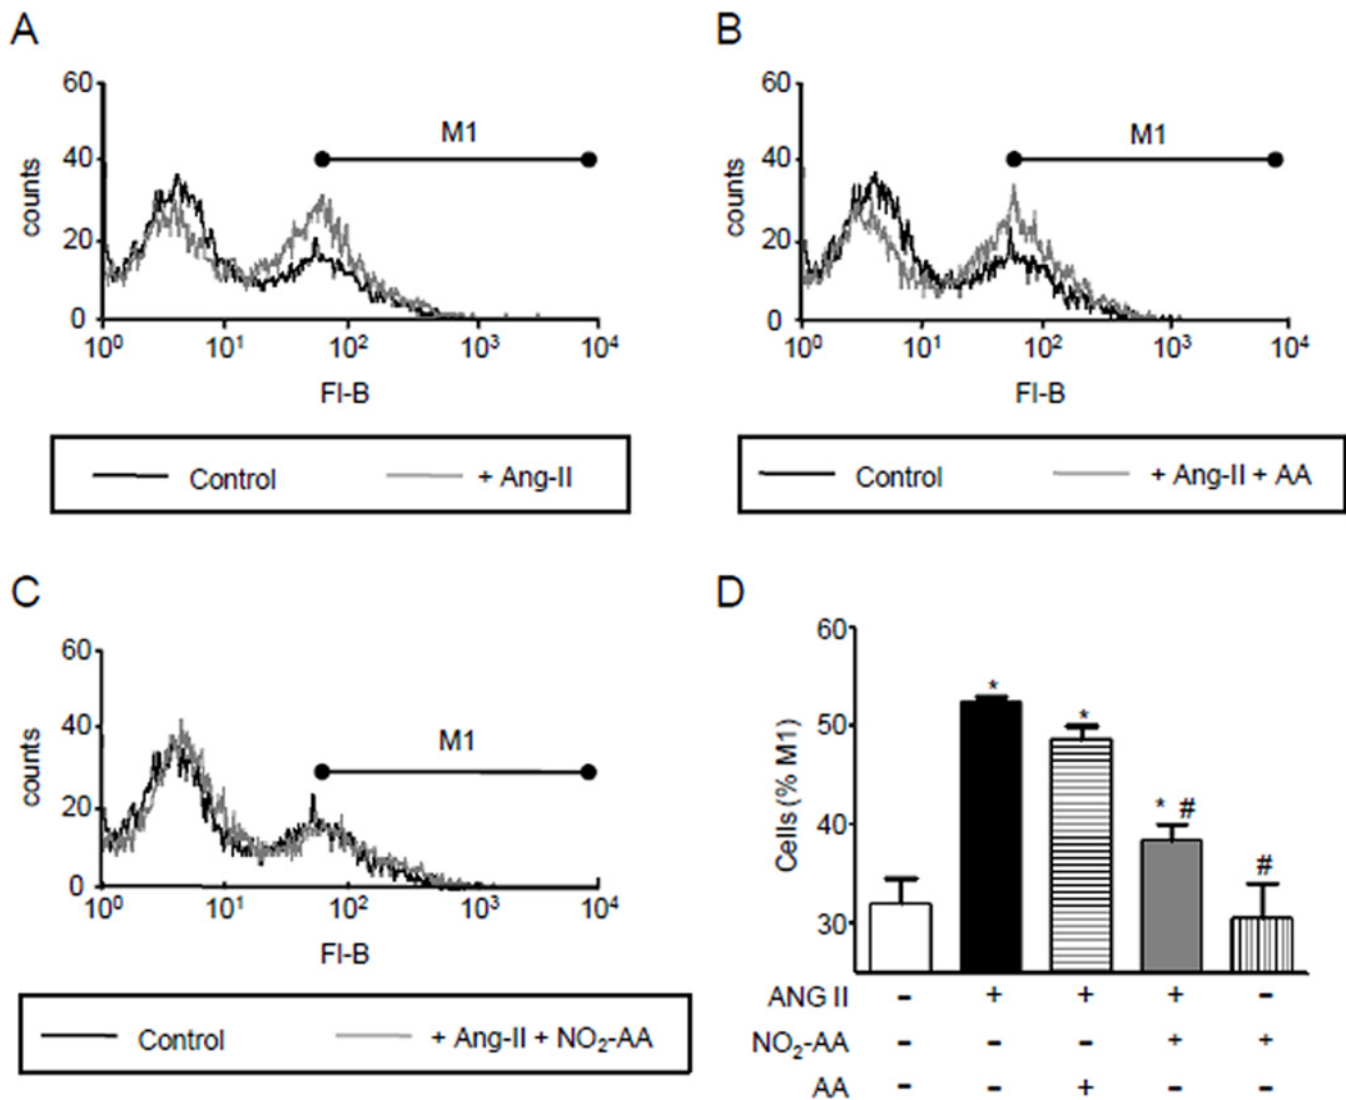 A
60
40
20
0
counts
M1
10⁰ 10¹ 10² 10³ 10⁴
FI-B
Control + Ang-II
B
60
40
20
0
counts
M1
10⁰ 10¹ 10² 10³ 10⁴
FI-B
Control + Ang-II + AA
C
60
40
20
0
counts
M1
10⁰ 10¹ 10² 10³ 10⁴
FI-B
Control + Ang-II + NO₂-AA
D
60
50
40
30
Cells (% M1)
*
*
* #
#
ANG II - + + + -
NO₂-AA - - - + +
AA - - + - -